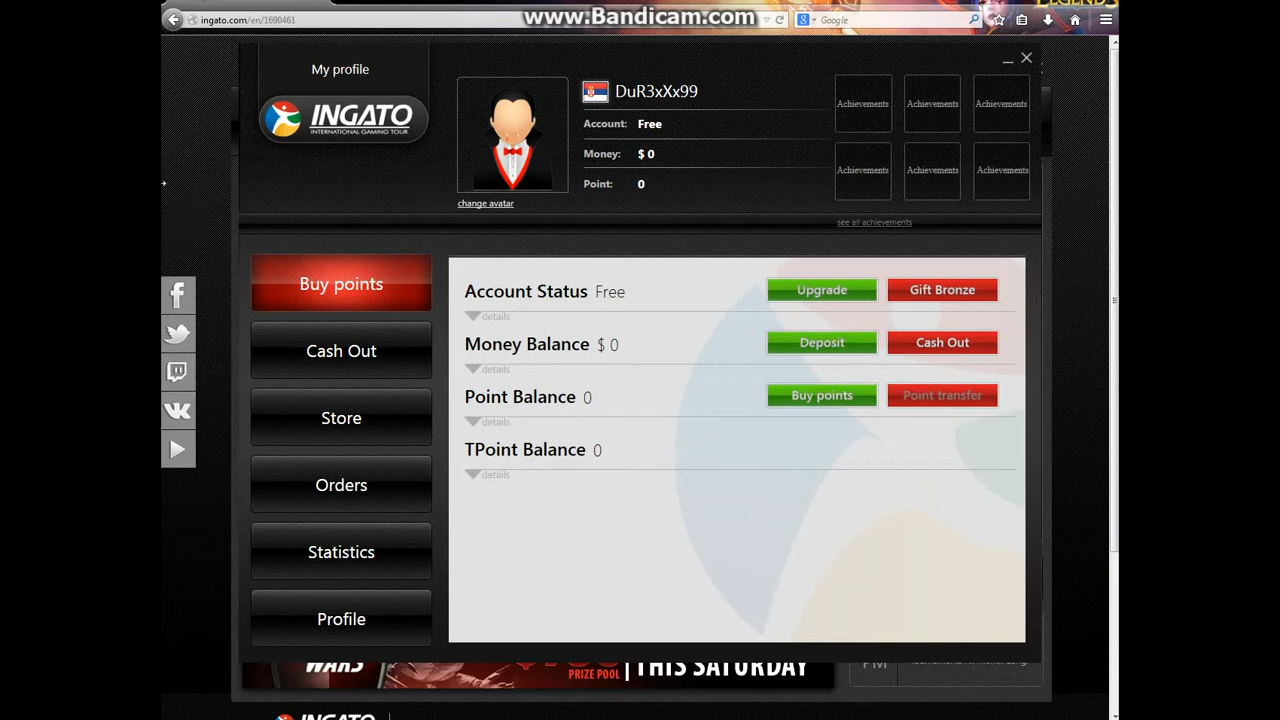 www.Bandicam.com
ingato.com/en/1690461
Google
My profile
INGATO
INTERNATIONAL GAMING TOUR
DuR3xXx99
Account: Free
Money: $ 0
Point: 0
change avatar
Achievements Achievements Achievements
Achievements Achievements Achievements
see all achievements
Buy points
Cash Out
Store
Orders
Statistics
Profile
Account Status Free
Upgrade Gift Bronze
details
Money Balance $ 0
Deposit Cash Out
details
Point Balance 0
Buy points Point transfer
details
TPoint Balance 0
details
WARS
PRIZE POOL
THIS SATURDAY
PM
INGATO